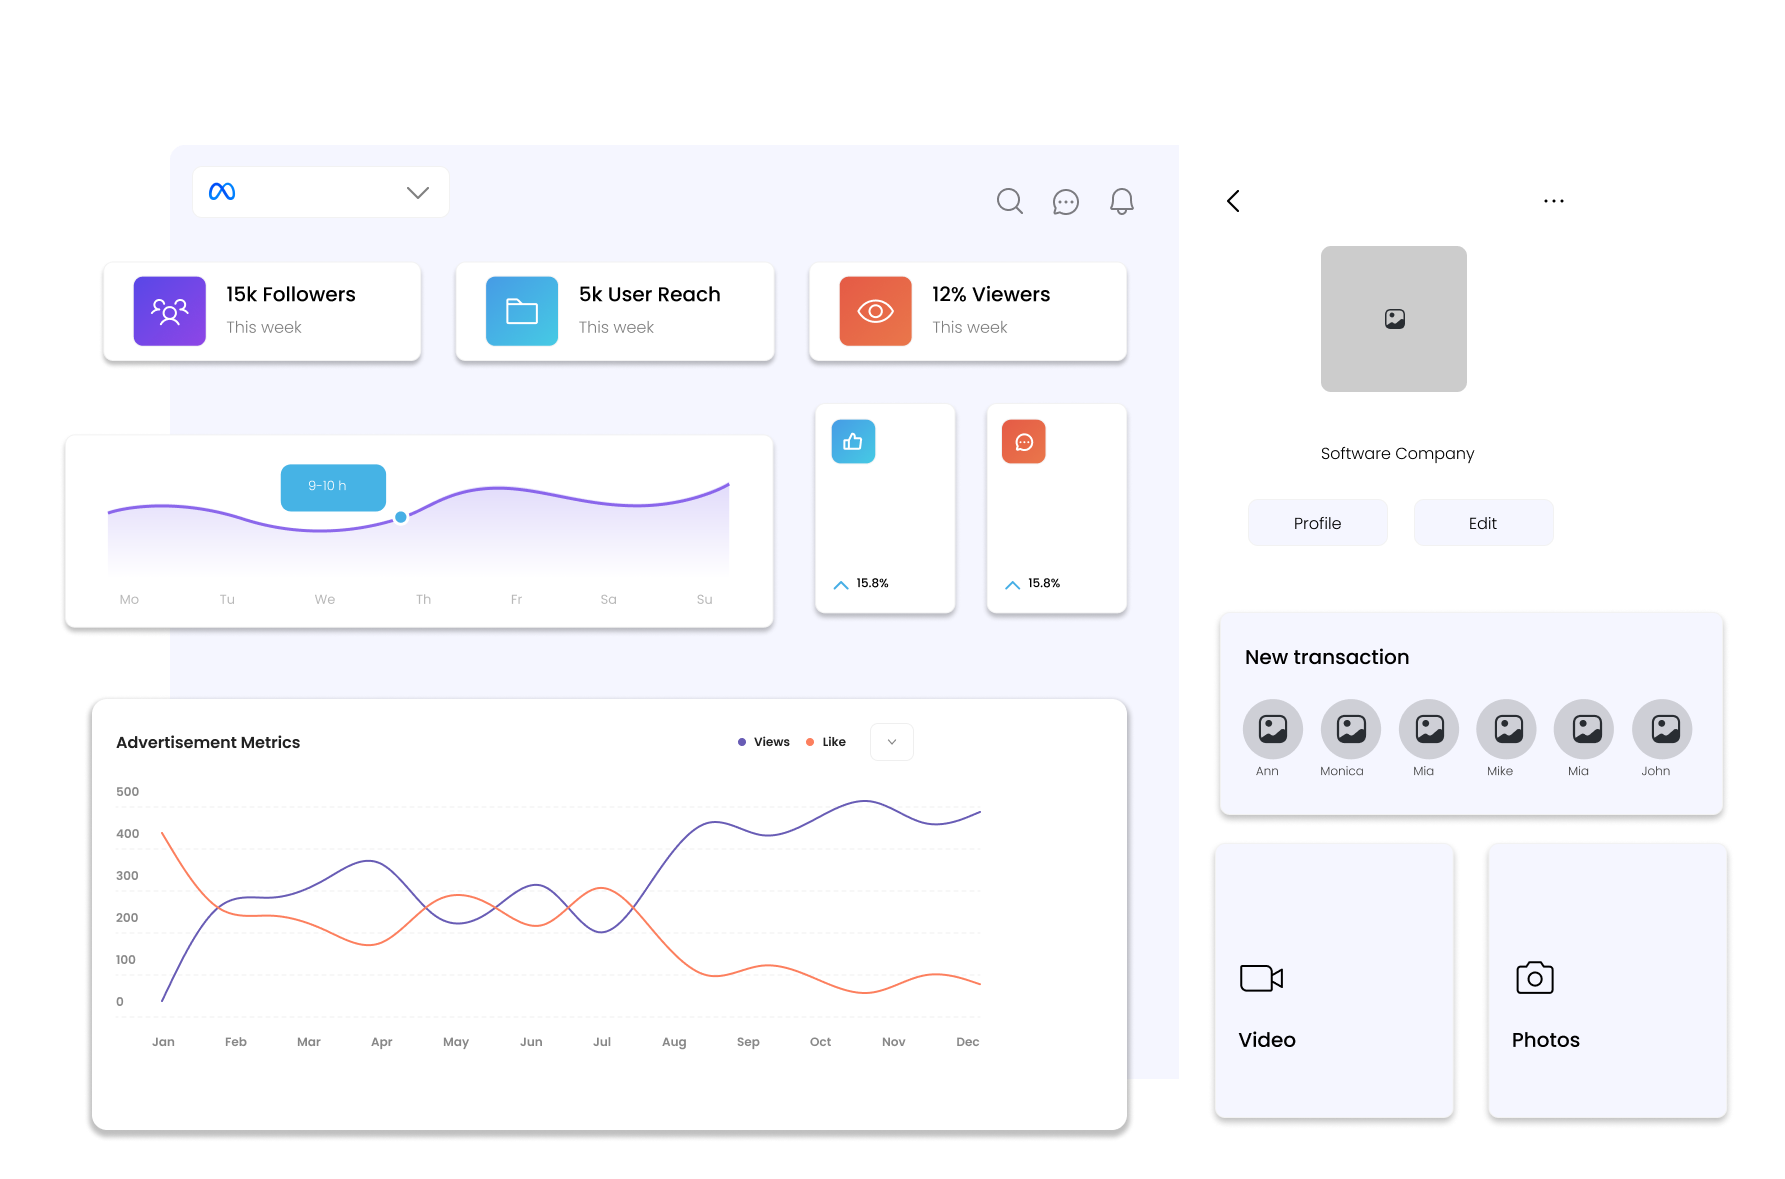 15k Followers
This week
5k User Reach
This week
12% Viewers
This week
9-10 h
Mo Tu We Th Fr Sa Su
15.8%
15.8%
Advertisement Metrics
Views Like
500
400
300
200
100
0
Jan Feb Mar Apr May Jun Jul Aug Sep Oct Nov Dec
Software Company
Profile Edit
New transaction
Ann Monica Mia Mike Mia John
Video
Photos